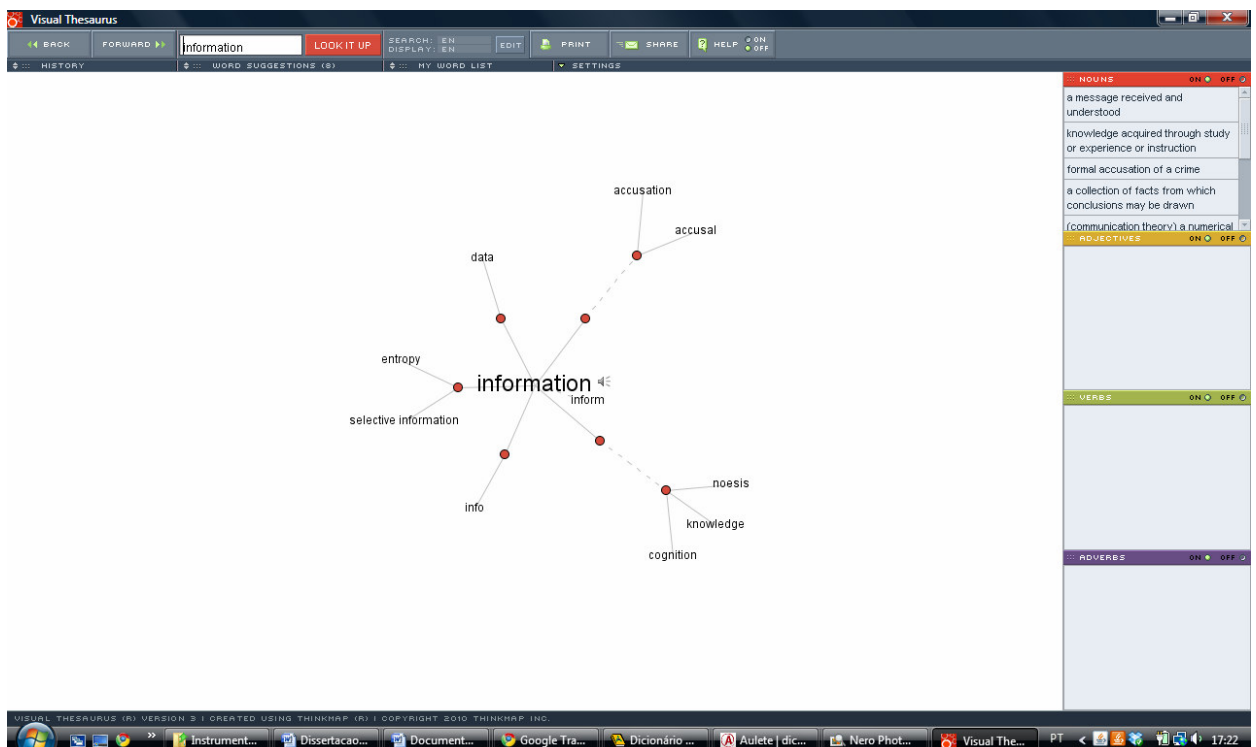 Visual Thesaurus
BACK FORWARD information LOOK IT UP SEARCH: EN EDIT PRINT SHARE HELP ON
DISPLAY: EN OFF
HISTORY WORD SUGGESTIONS (8) MY WORD LIST SETTINGS
NOUNS ON OFF
a message received and
understood
knowledge acquired through study
or experience or instruction
formal accusation of a crime
a collection of facts from which
conclusions may be drawn
(communication theory) a numerical
ADJECTIVES ON OFF
VERBS ON OFF
ADVERBS ON OFF
accusation
accusal
data
entropy
information
inform
selective information
info
noesis
knowledge
cognition
VISUAL THESAURUS (R) VERSION 3 | CREATED USING THINKMAP (R) | COPYRIGHT 2010 THINKMAP INC.
Instrument... Dissertacao... Document... Google Tra... Dicionário ... Aulete | dic... Nero Phot... Visual The... PT 17:22